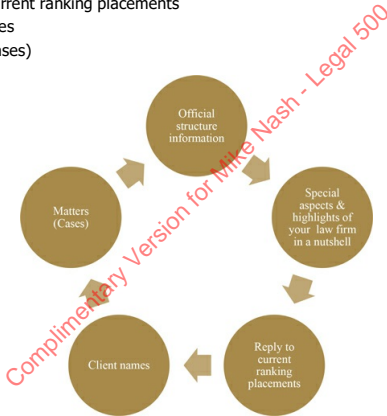 urrent ranking placements
es
ases)
Official
structure
information
Special
aspects &
highlights of
your law firm
in a nutshell
Reply to
current
ranking
placements
Client names
Matters
(Cases)
Complimentary Version for Mike Nash - Legal 500